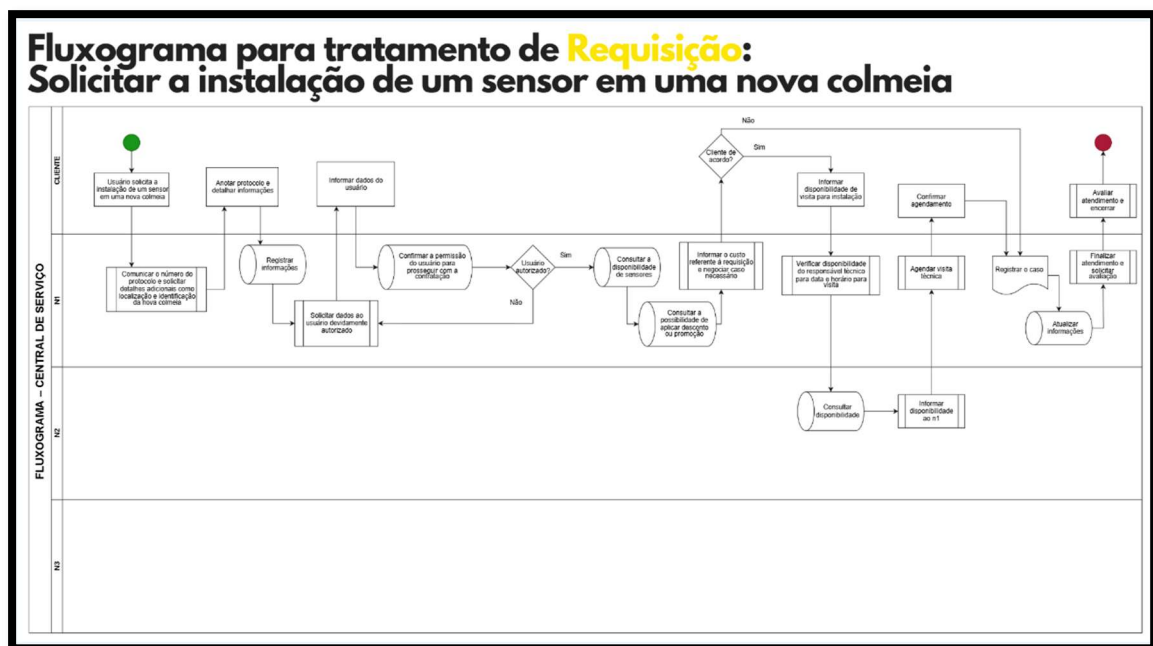 Fluxograma para tratamento de Requisição:
Solicitar a instalação de um sensor em uma nova colmeia
FLUXOGRAMA – CENTRAL DE SERVIÇO
CLIENTE
Usuário solicita a
instalação de um sensor
em uma nova colmeia
Anotar protocolo e
detalhar informações
Informar dados do
usuário
Cliente de
acordo?
Não
Sim
Informar
disponibilidade de
visita para instalação
Confirmar
agendamento
Avaliar
atendimento e
encerrar
N1
Comunicar o número do
protocolo e solicitar
detalhes adicionais como
localização e identificação
da nova colmeia
Registrar
informações
Solicitar dados ao
usuário devidamente
autorizado
Confirmar a permissão
do usuário para
prosseguir com a
contratação
Usuário
autorizado?
Sim
Não
Consultar a
disponibilidade
de sensores
Consultar a
possibilidade de
aplicar desconto
ou promoção
Informar o custo
referente à requisição
e negociar caso
necessário
Verificar disponibilidade
do responsável técnico
para data e horário para
visita
Agendar visita
técnica
Registrar o caso
Atualizar
informações
Finalizar
atendimento e
solicitar
avaliação
N2
Consultar
disponibilidade
Informar
disponibilidade
ao n1
N3